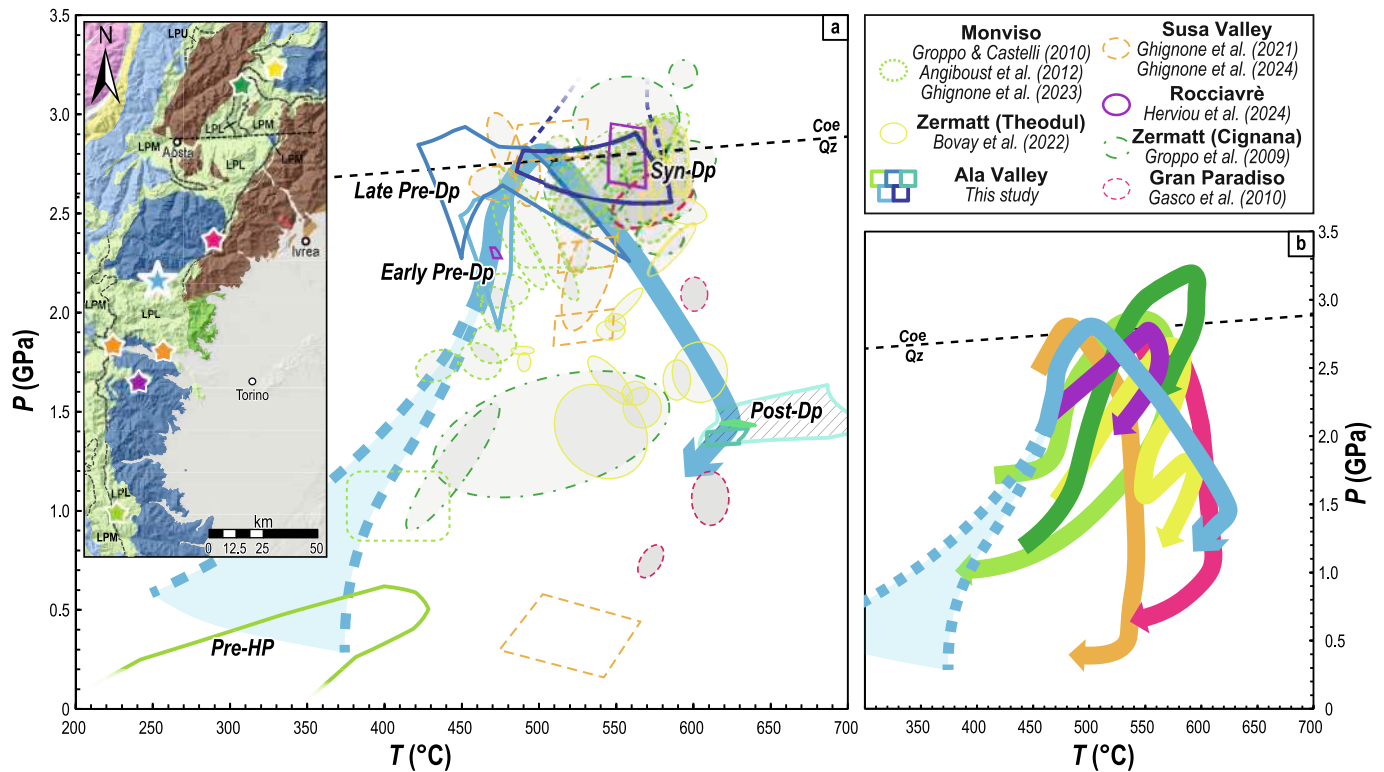 a
3.5
3.0
2.5
2.0
1.5
1.0
0.5
0
P (GPa)
200
250
300
350
400
450
500
550
600
650
700
T (°C)
N
LPU
LPL
LPM
LPM
Aosta
LPL
LPM
Ivrea
LPM
LPL
Torino
LPL
LPM
km
0 12.5 25 50
Coe
Qz
Late Pre-Dp
Syn-Dp
Early Pre-Dp
Post-Dp
Pre-HP
Monviso
Groppo & Castelli (2010)
Angiboust et al. (2012)
Ghignone et al. (2023)
Zermatt (Theodul)
Bovay et al. (2022)
Ala Valley
This study
Susa Valley
Ghignone et al. (2021)
Ghignone et al. (2024)
Rocciavrè
Herviou et al. (2024)
Zermatt (Cignana)
Groppo et al. (2009)
Gran Paradiso
Gasco et al. (2010)
b
Coe
Qz
3.5
3.0
2.5
2.0
1.5
1.0
0.5
0
P (GPa)
350
400
450
500
550
600
650
700
T (°C)